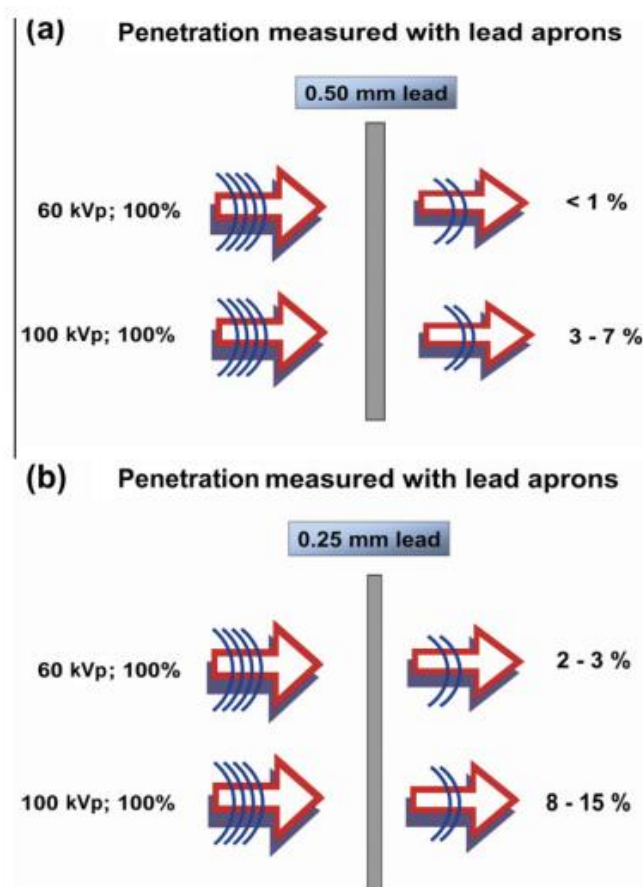 (a) Penetration measured with lead aprons
0.50 mm lead
60 kVp; 100%
< 1 %
100 kVp; 100%
3 - 7 %
(b) Penetration measured with lead aprons
0.25 mm lead
60 kVp; 100%
2 - 3 %
100 kVp; 100%
8 - 15 %